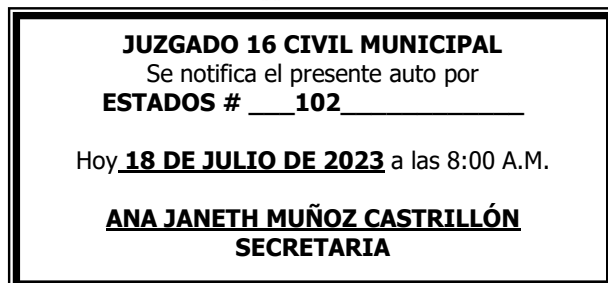 JUZGADO 16 CIVIL MUNICIPAL
Se notifica el presente auto por
ESTADOS # ___102____________
Hoy 18 DE JULIO DE 2023 a las 8:00 A.M.
ANA JANETH MUÑOZ CASTRILLÓN
SECRETARIA